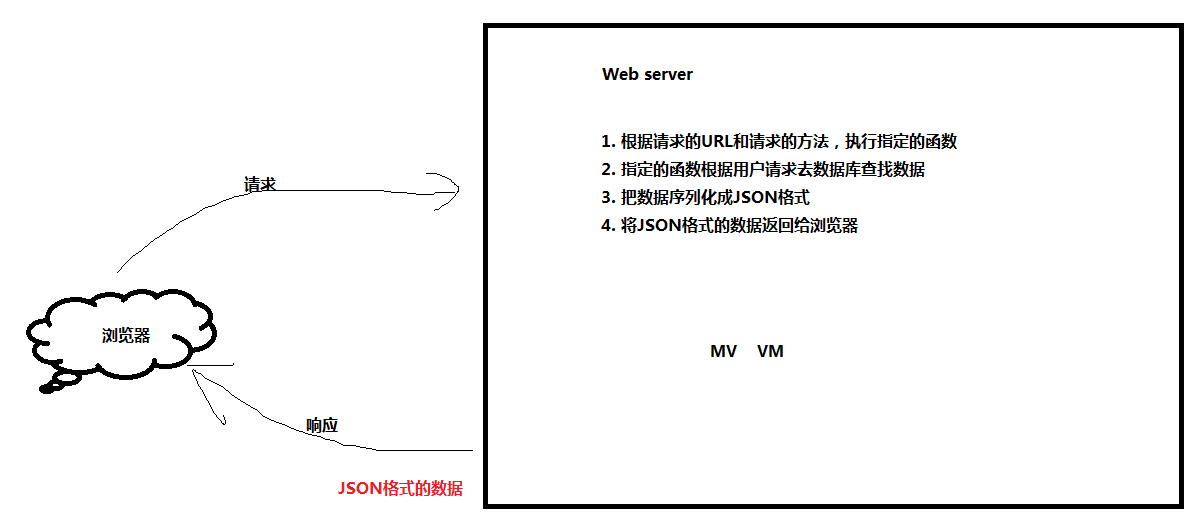 Web server
1. 根据请求的URL和请求的方法，执行指定的函数
2. 指定的函数根据用户请求去数据库查找数据
3. 把数据序列化成JSON格式
4. 将JSON格式的数据返回给浏览器
请求
浏览器
MV VM
响应
JSON格式的数据